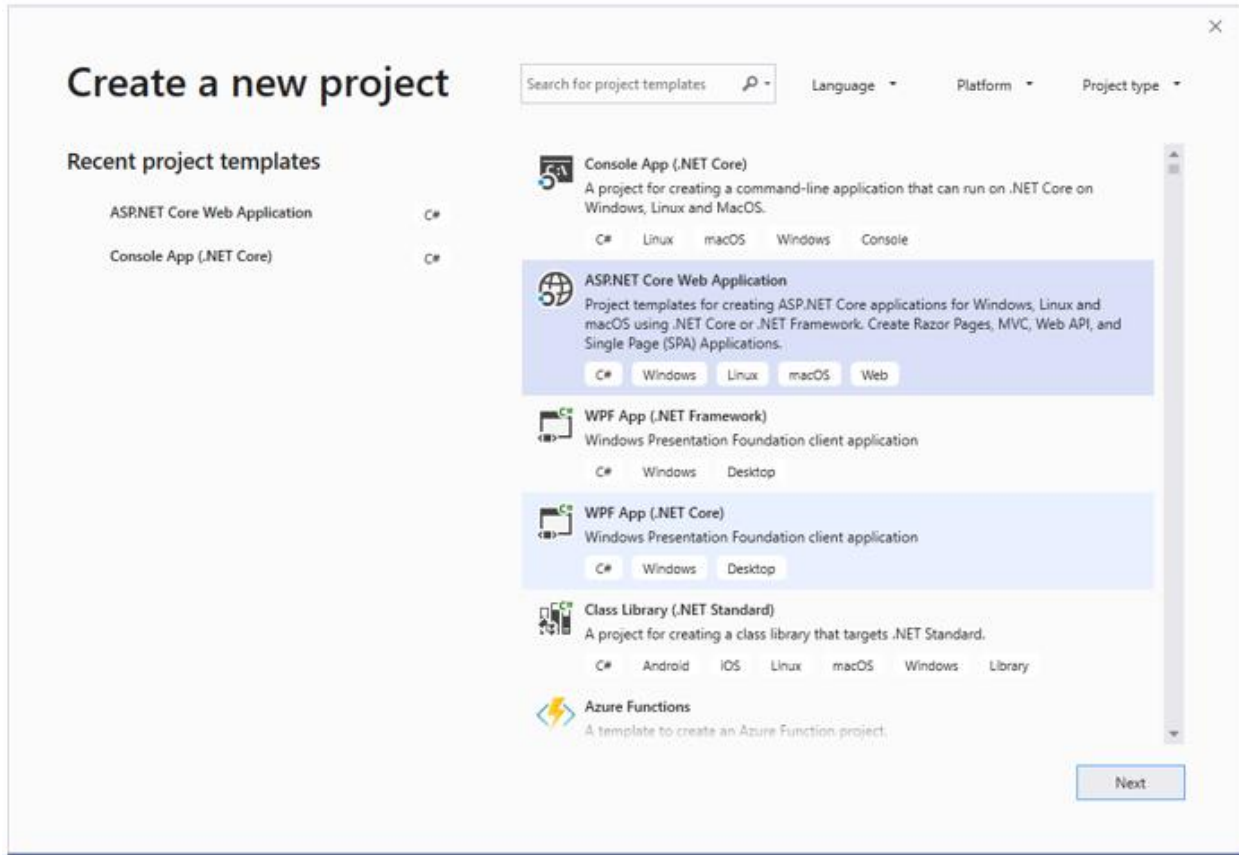 Create a new project
Search for project templates
Language
Platform
Project type
Recent project templates
ASP.NET Core Web Application C#
Console App (.NET Core) C#
Console App (.NET Core)
A project for creating a command-line application that can run on .NET Core on
Windows, Linux and MacOS.
C# Linux macOS Windows Console
ASP.NET Core Web Application
Project templates for creating ASP.NET Core applications for Windows, Linux and
macOS using .NET Core or .NET Framework. Create Razor Pages, MVC, Web API, and
Single Page (SPA) Applications.
C# Windows Linux macOS Web
WPF App (.NET Framework)
Windows Presentation Foundation client application
C# Windows Desktop
WPF App (.NET Core)
Windows Presentation Foundation client application
C# Windows Desktop
Class Library (.NET Standard)
A project for creating a class library that targets .NET Standard.
C# Android iOS Linux macOS Windows Library
Azure Functions
A template to create an Azure Function project.
Next